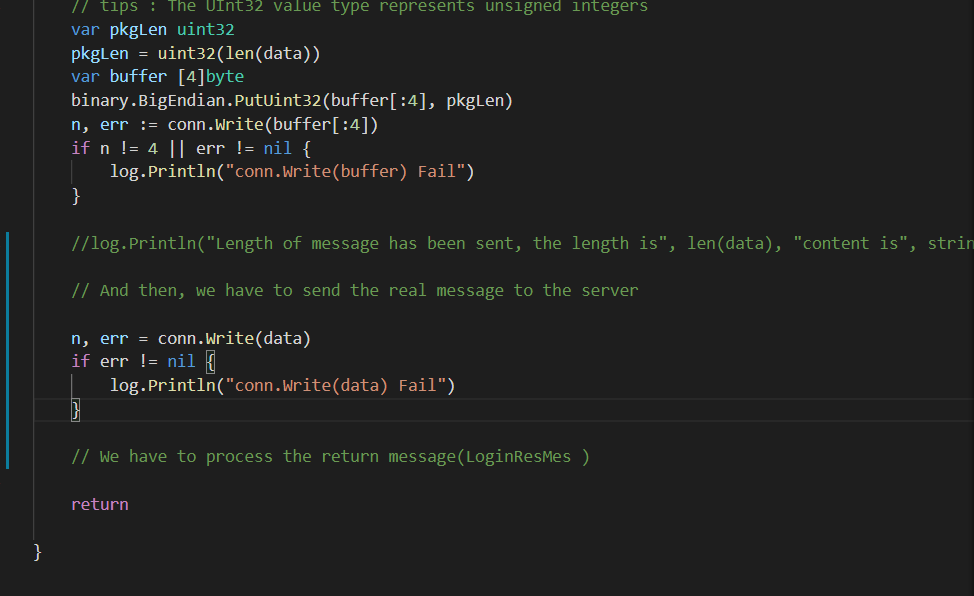 // tips : The UInt32 value type represents unsigned integers
var pkgLen uint32
pkgLen = uint32(len(data))
var buffer [4]byte
binary.BigEndian.PutUint32(buffer[:4], pkgLen)
n, err := conn.Write(buffer[:4])
if n != 4 || err != nil {
log.Println("conn.Write(buffer) Fail")
}
//log.Println("Length of message has been sent, the length is", len(data), "content is", strin
// And then, we have to send the real message to the server
n, err = conn.Write(data)
if err != nil {
log.Println("conn.Write(data) Fail")
}
// We have to process the return message(LoginResMes )
return
}